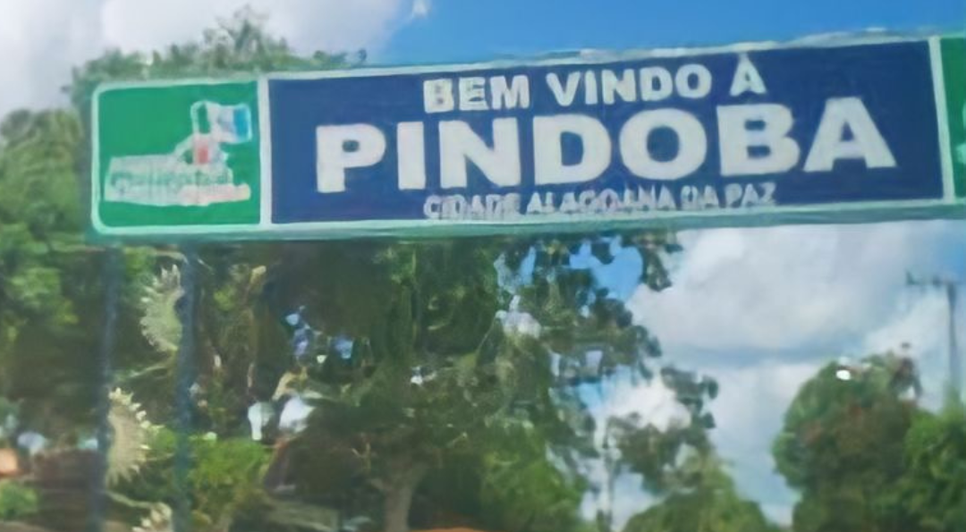 BEM VINDO À
PINDOBA
CIDADE ALAGOANA DA PAZ